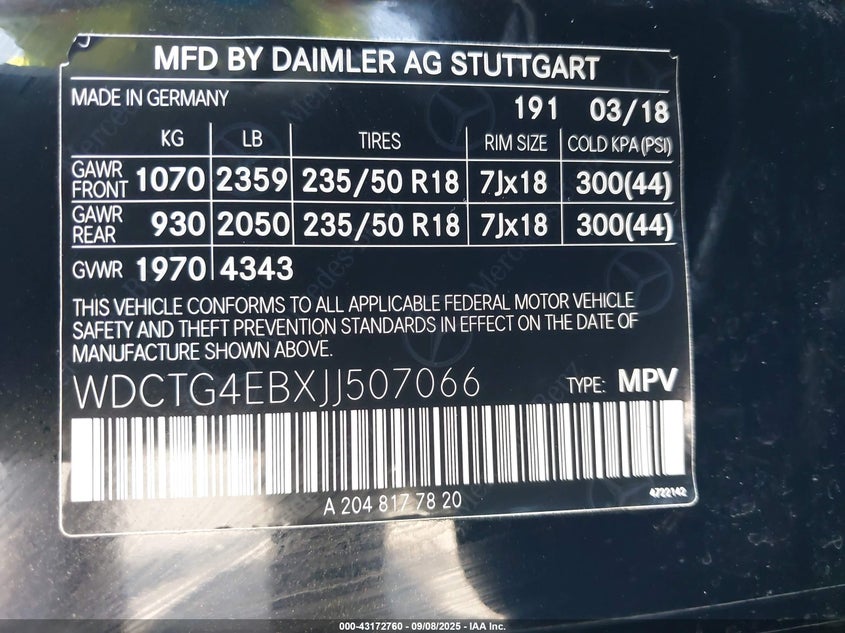 MFD BY DAIMLER AG STUTTGART
MADE IN GERMANY 191 03/18
KG LB TIRES RIM SIZE COLD KPA (PSI)
GAWR FRONT 1070 2359 235/50 R18 7Jx18 300(44)
GAWR REAR 930 2050 235/50 R18 7Jx18 300(44)
GVWR 1970 4343
THIS VEHICLE CONFORMS TO ALL APPLICABLE FEDERAL MOTOR VEHICLE
SAFETY AND THEFT PREVENTION STANDARDS IN EFFECT ON THE DATE OF
MANUFACTURE SHOWN ABOVE.
WDCTG4EBXJJ507066 TYPE: MPV
A 204 817 78 20 4722142
000-43172760 - 09/08/2025 - IAA Inc.